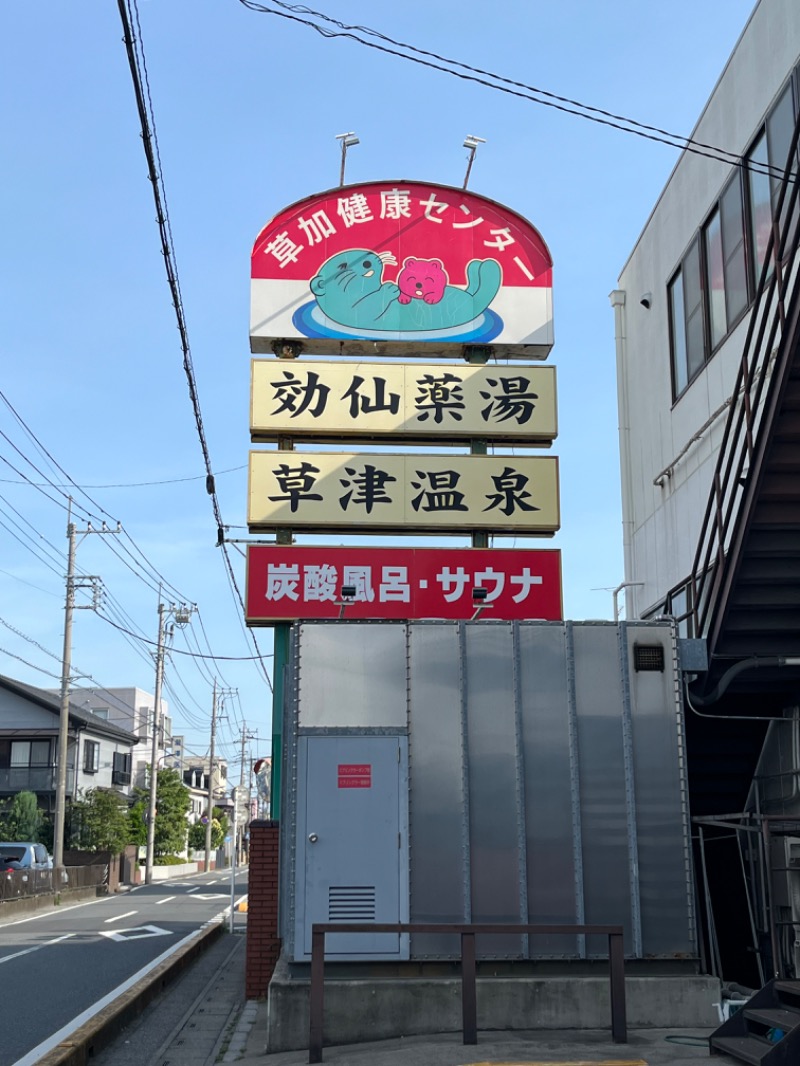 草加健康センター
効仙薬湯
草津温泉
炭酸風呂・サウナ